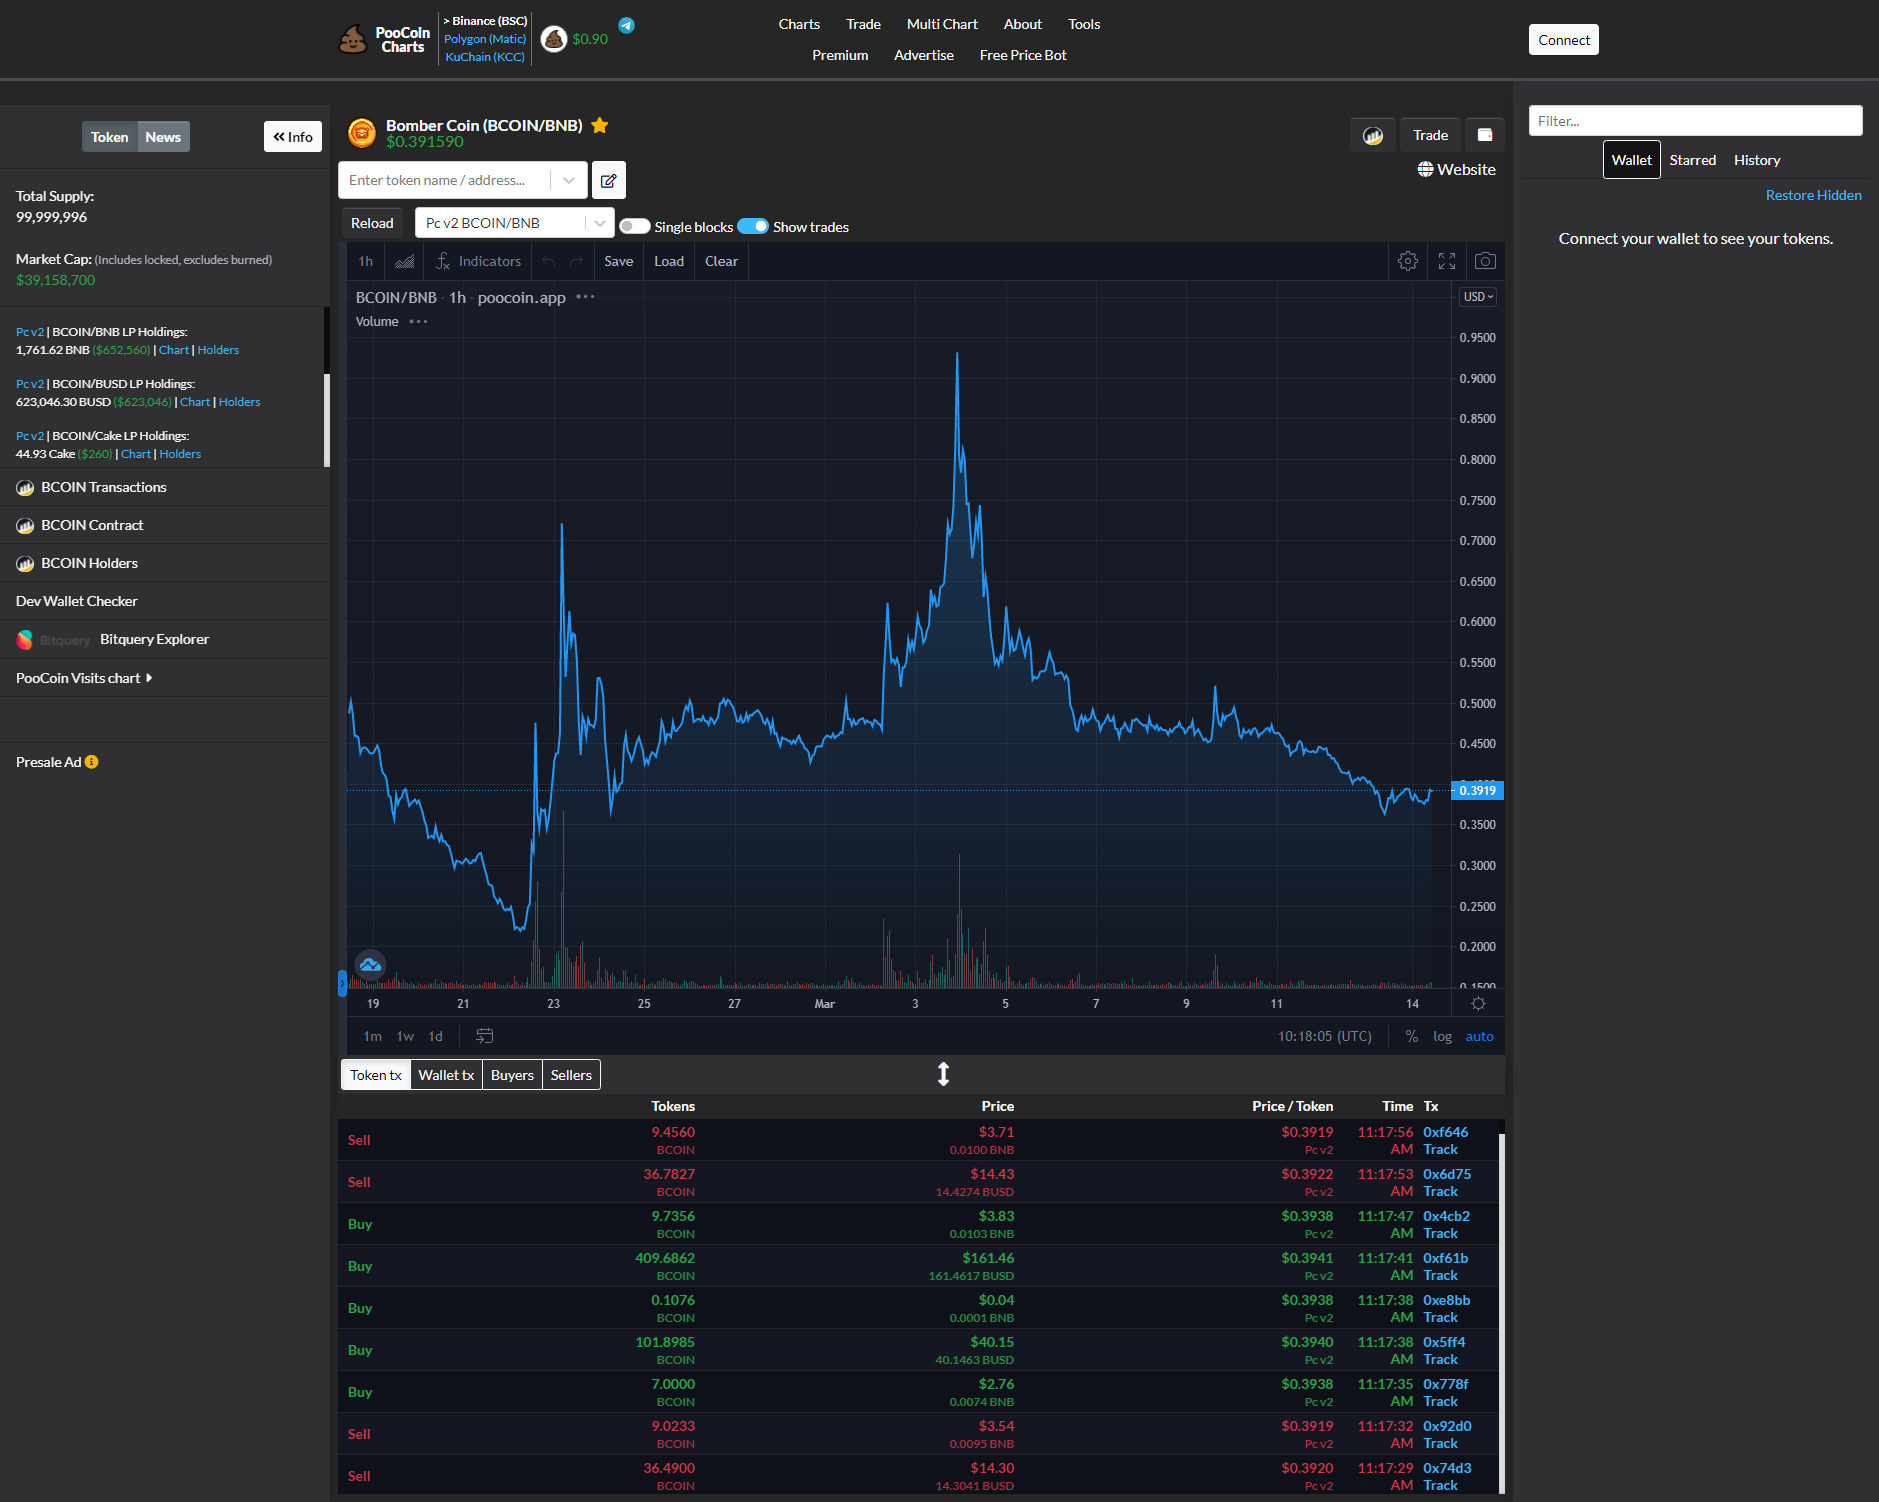 PooCoin
Charts
> Binance (BSC)
Polygon (Matic)
KuChain (KCC)
$0.90
Charts Trade Multi Chart About Tools
Premium Advertise Free Price Bot
Connect
Token News
Info
Total Supply:
99,999,996
Market Cap: (Includes locked, excludes burned)
$39,158,700
Pc v2 | BCOIN/BNB LP Holdings:
1,761.62 BNB ($652,560) | Chart | Holders
Pc v2 | BCOIN/BUSD LP Holdings:
623,046.30 BUSD ($623,046) | Chart | Holders
Pc v2 | BCOIN/Cake LP Holdings:
44.93 Cake ($260) | Chart | Holders
BCOIN Transactions
BCOIN Contract
BCOIN Holders
Dev Wallet Checker
Bitquery Bitquery Explorer
PooCoin Visits chart
Presale Ad
Bomber Coin (BCOIN/BNB)
$0.391590
Trade
Website
Enter token name / address...
Reload
Pc v2 BCOIN/BNB
Single blocks
Show trades
1h
Indicators
Save
Load
Clear
BCOIN/BNB · 1h · poocoin.app
Volume
USD
0.9500
0.9000
0.8500
0.8000
0.7500
0.7000
0.6500
0.6000
0.5500
0.5000
0.4500
0.3919
0.3500
0.3000
0.2500
0.2000
0.1500
19 21 23 25 27 Mar 3 5 7 9 11 14
1m 1w 1d
10:18:05 (UTC)
% log auto
Token tx Wallet tx Buyers Sellers
Tokens Price Price / Token Time Tx
Sell 9.4560 $3.71 $0.3919 11:17:56 0xf646
BCOIN 0.0100 BNB Pc v2 AM Track
Sell 36.7827 $14.43 $0.3922 11:17:53 0x6d75
BCOIN 14.4274 BUSD Pc v2 AM Track
Buy 9.7356 $3.83 $0.3938 11:17:47 0x4cb2
BCOIN 0.0103 BNB Pc v2 AM Track
Buy 409.6862 $161.46 $0.3941 11:17:41 0xf61b
BCOIN 161.4617 BUSD Pc v2 AM Track
Buy 0.1076 $0.04 $0.3938 11:17:38 0xe8bb
BCOIN 0.0001 BNB Pc v2 AM Track
Buy 101.8985 $40.15 $0.3940 11:17:38 0x5ff4
BCOIN 40.1463 BUSD Pc v2 AM Track
Buy 7.0000 $2.76 $0.3938 11:17:35 0x778f
BCOIN 0.0074 BNB Pc v2 AM Track
Sell 9.0233 $3.54 $0.3919 11:17:32 0x92d0
BCOIN 0.0095 BNB Pc v2 AM Track
Sell 36.4900 $14.30 $0.3920 11:17:29 0x74d3
BCOIN 14.3041 BUSD Pc v2 AM Track
Filter...
Wallet Starred History
Restore Hidden
Connect your wallet to see your tokens.